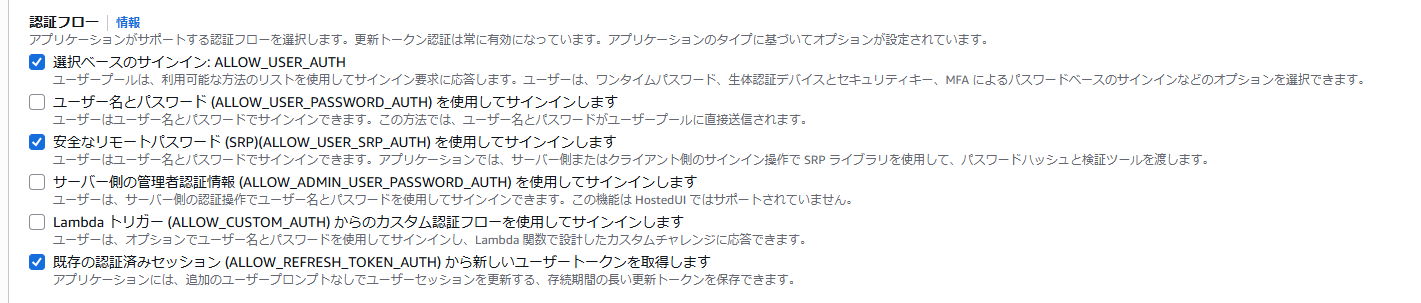 認証フロー | 情報
アプリケーションがサポートする認証フローを選択します。更新トークン認証は常に有効になっています。アプリケーションのタイプに基づいてオプションが設定されています。
選択ベースのサインイン: ALLOW_USER_AUTH
ユーザープールは、利用可能な方法のリストを使用してサインイン要求に応答します。ユーザーは、ワンタイムパスワード、生体認証デバイスとセキュリティキー、MFA によるパスワードベースのサインインなどのオプションを選択できます。
ユーザー名とパスワード (ALLOW_USER_PASSWORD_AUTH) を使用してサインインします
ユーザーはユーザー名とパスワードでサインインできます。この方法では、ユーザー名とパスワードがユーザープールに直接送信されます。
安全なリモートパスワード (SRP)(ALLOW_USER_SRP_AUTH) を使用してサインインします
ユーザーはユーザー名とパスワードでサインインできます。アプリケーションでは、サーバー側またはクライアント側のサインイン操作で SRP ライブラリを使用して、パスワードハッシュと検証ツールを渡します。
サーバー側の管理者認証情報 (ALLOW_ADMIN_USER_PASSWORD_AUTH) を使用してサインインします
ユーザーは、サーバー側の認証操作でユーザー名とパスワードを使用してサインインできます。この機能は HostedUI ではサポートされていません。
Lambda トリガー (ALLOW_CUSTOM_AUTH) からのカスタム認証フローを使用してサインインします
ユーザーは、オプションでユーザー名とパスワードを使用してサインインし、Lambda 関数で設計したカスタムチャレンジに応答できます。
既存の認証済みセッション (ALLOW_REFRESH_TOKEN_AUTH) から新しいユーザートークンを取得します
アプリケーションには、追加のユーザープロンプトなしでユーザーセッションを更新する、存続期間の長い更新トークンを保存できます。